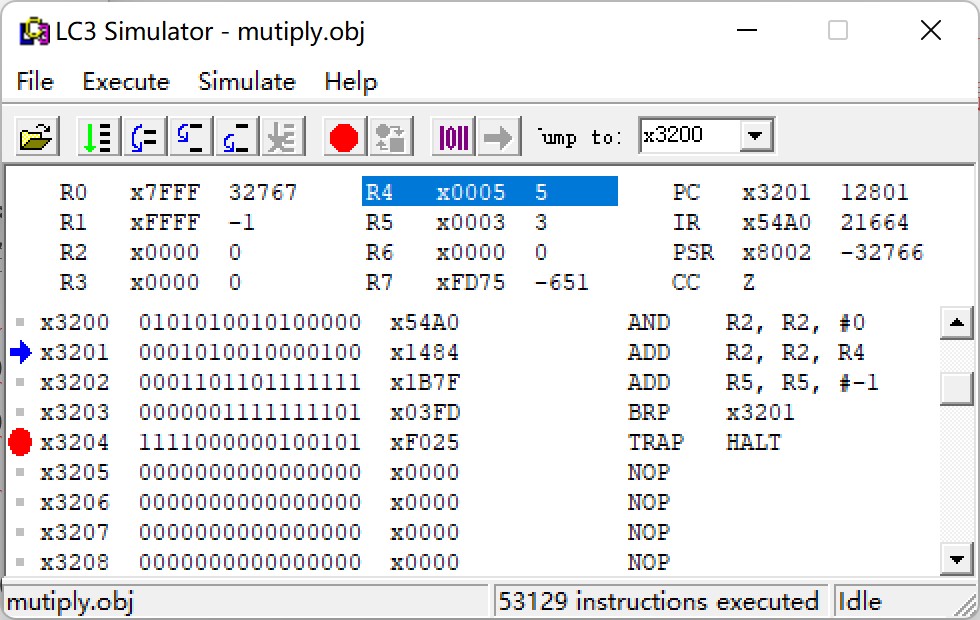 LC3 Simulator - mutiply.obj
File Execute Simulate Help
Jump to: x3200
R0 x7FFF 32767 R4 x0005 5 PC x3201 12801
R1 xFFFF -1 R5 x0003 3 IR x54A0 21664
R2 x0000 0 R6 x0000 0 PSR x8002 -32766
R3 x0000 0 R7 xFD75 -651 CC Z
x3200 0101010010100000 x54A0 AND R2, R2, #0
x3201 0001010010000100 x1484 ADD R2, R2, R4
x3202 0001101101111111 x1B7F ADD R5, R5, #-1
x3203 0000001111111101 x03FD BRP x3201
x3204 1111000000100101 xF025 TRAP HALT
x3205 0000000000000000 x0000 NOP
x3206 0000000000000000 x0000 NOP
x3207 0000000000000000 x0000 NOP
x3208 0000000000000000 x0000 NOP
mutiply.obj 53129 instructions executed Idle